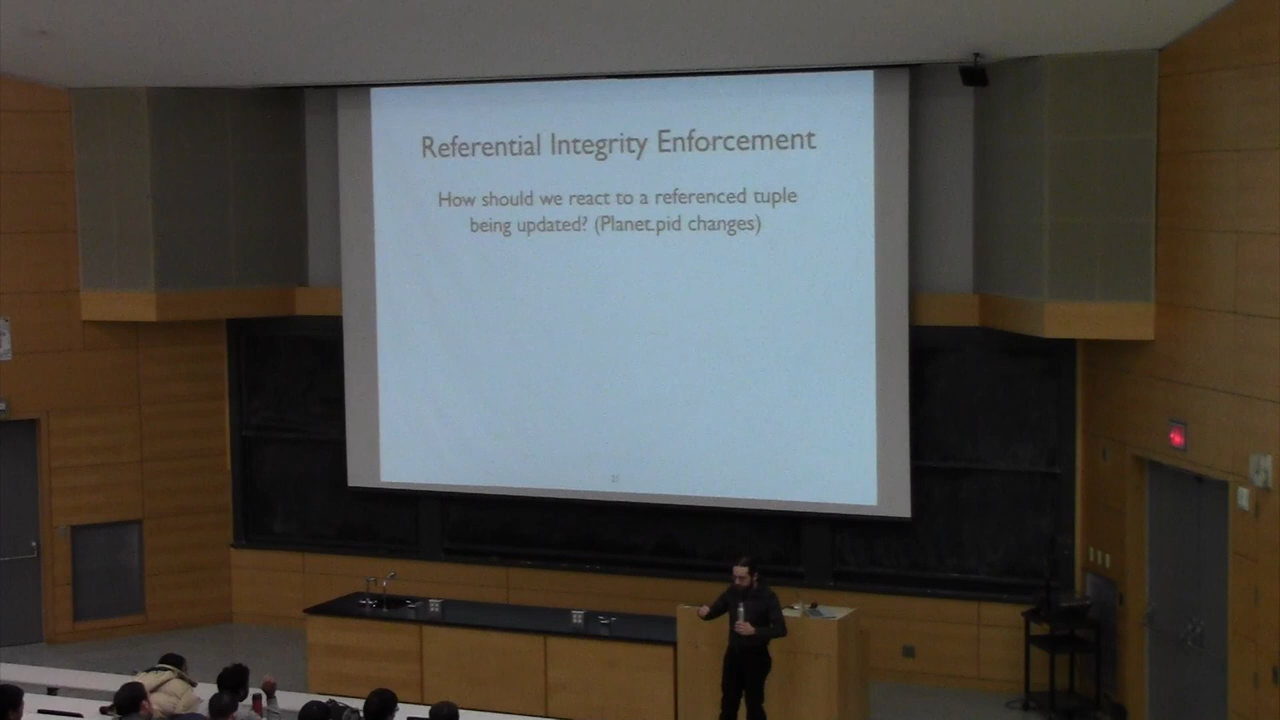 Referential Integrity Enforcement
How should we react to a referenced tuple
being updated? (Planet.pid changes)